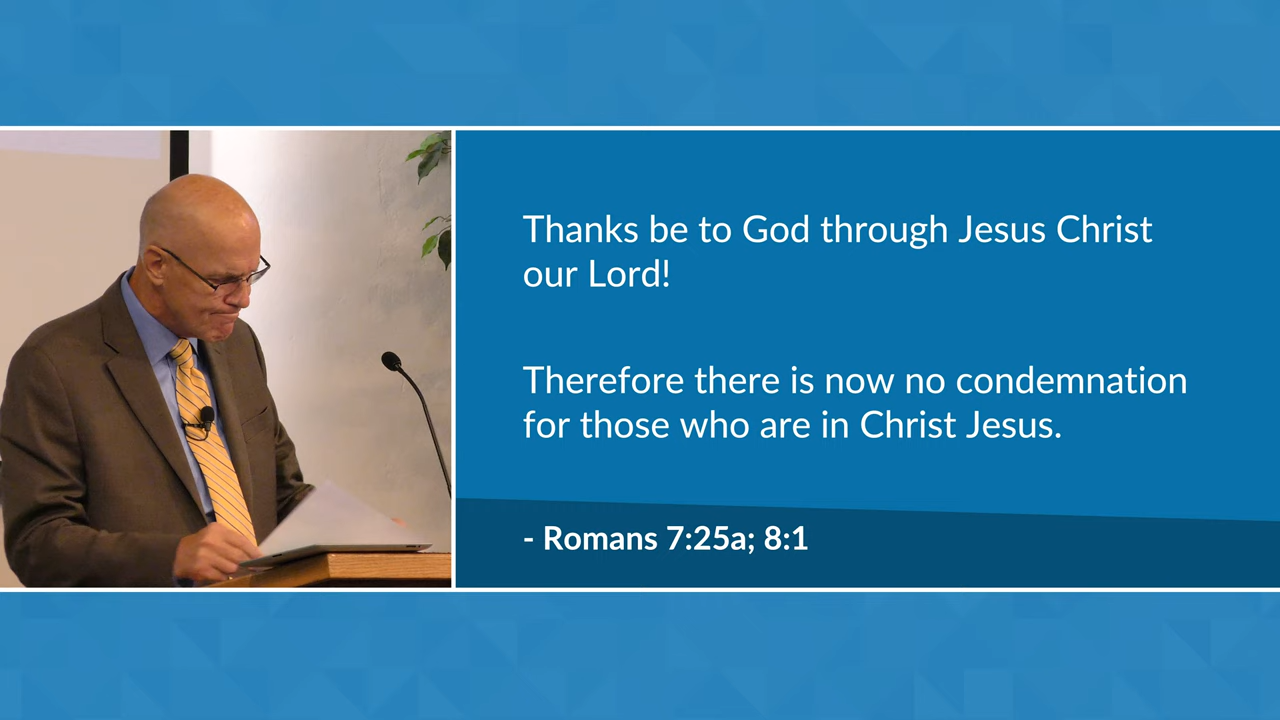 Thanks be to God through Jesus Christ
our Lord!
Therefore there is now no condemnation
for those who are in Christ Jesus.
- Romans 7:25a; 8:1